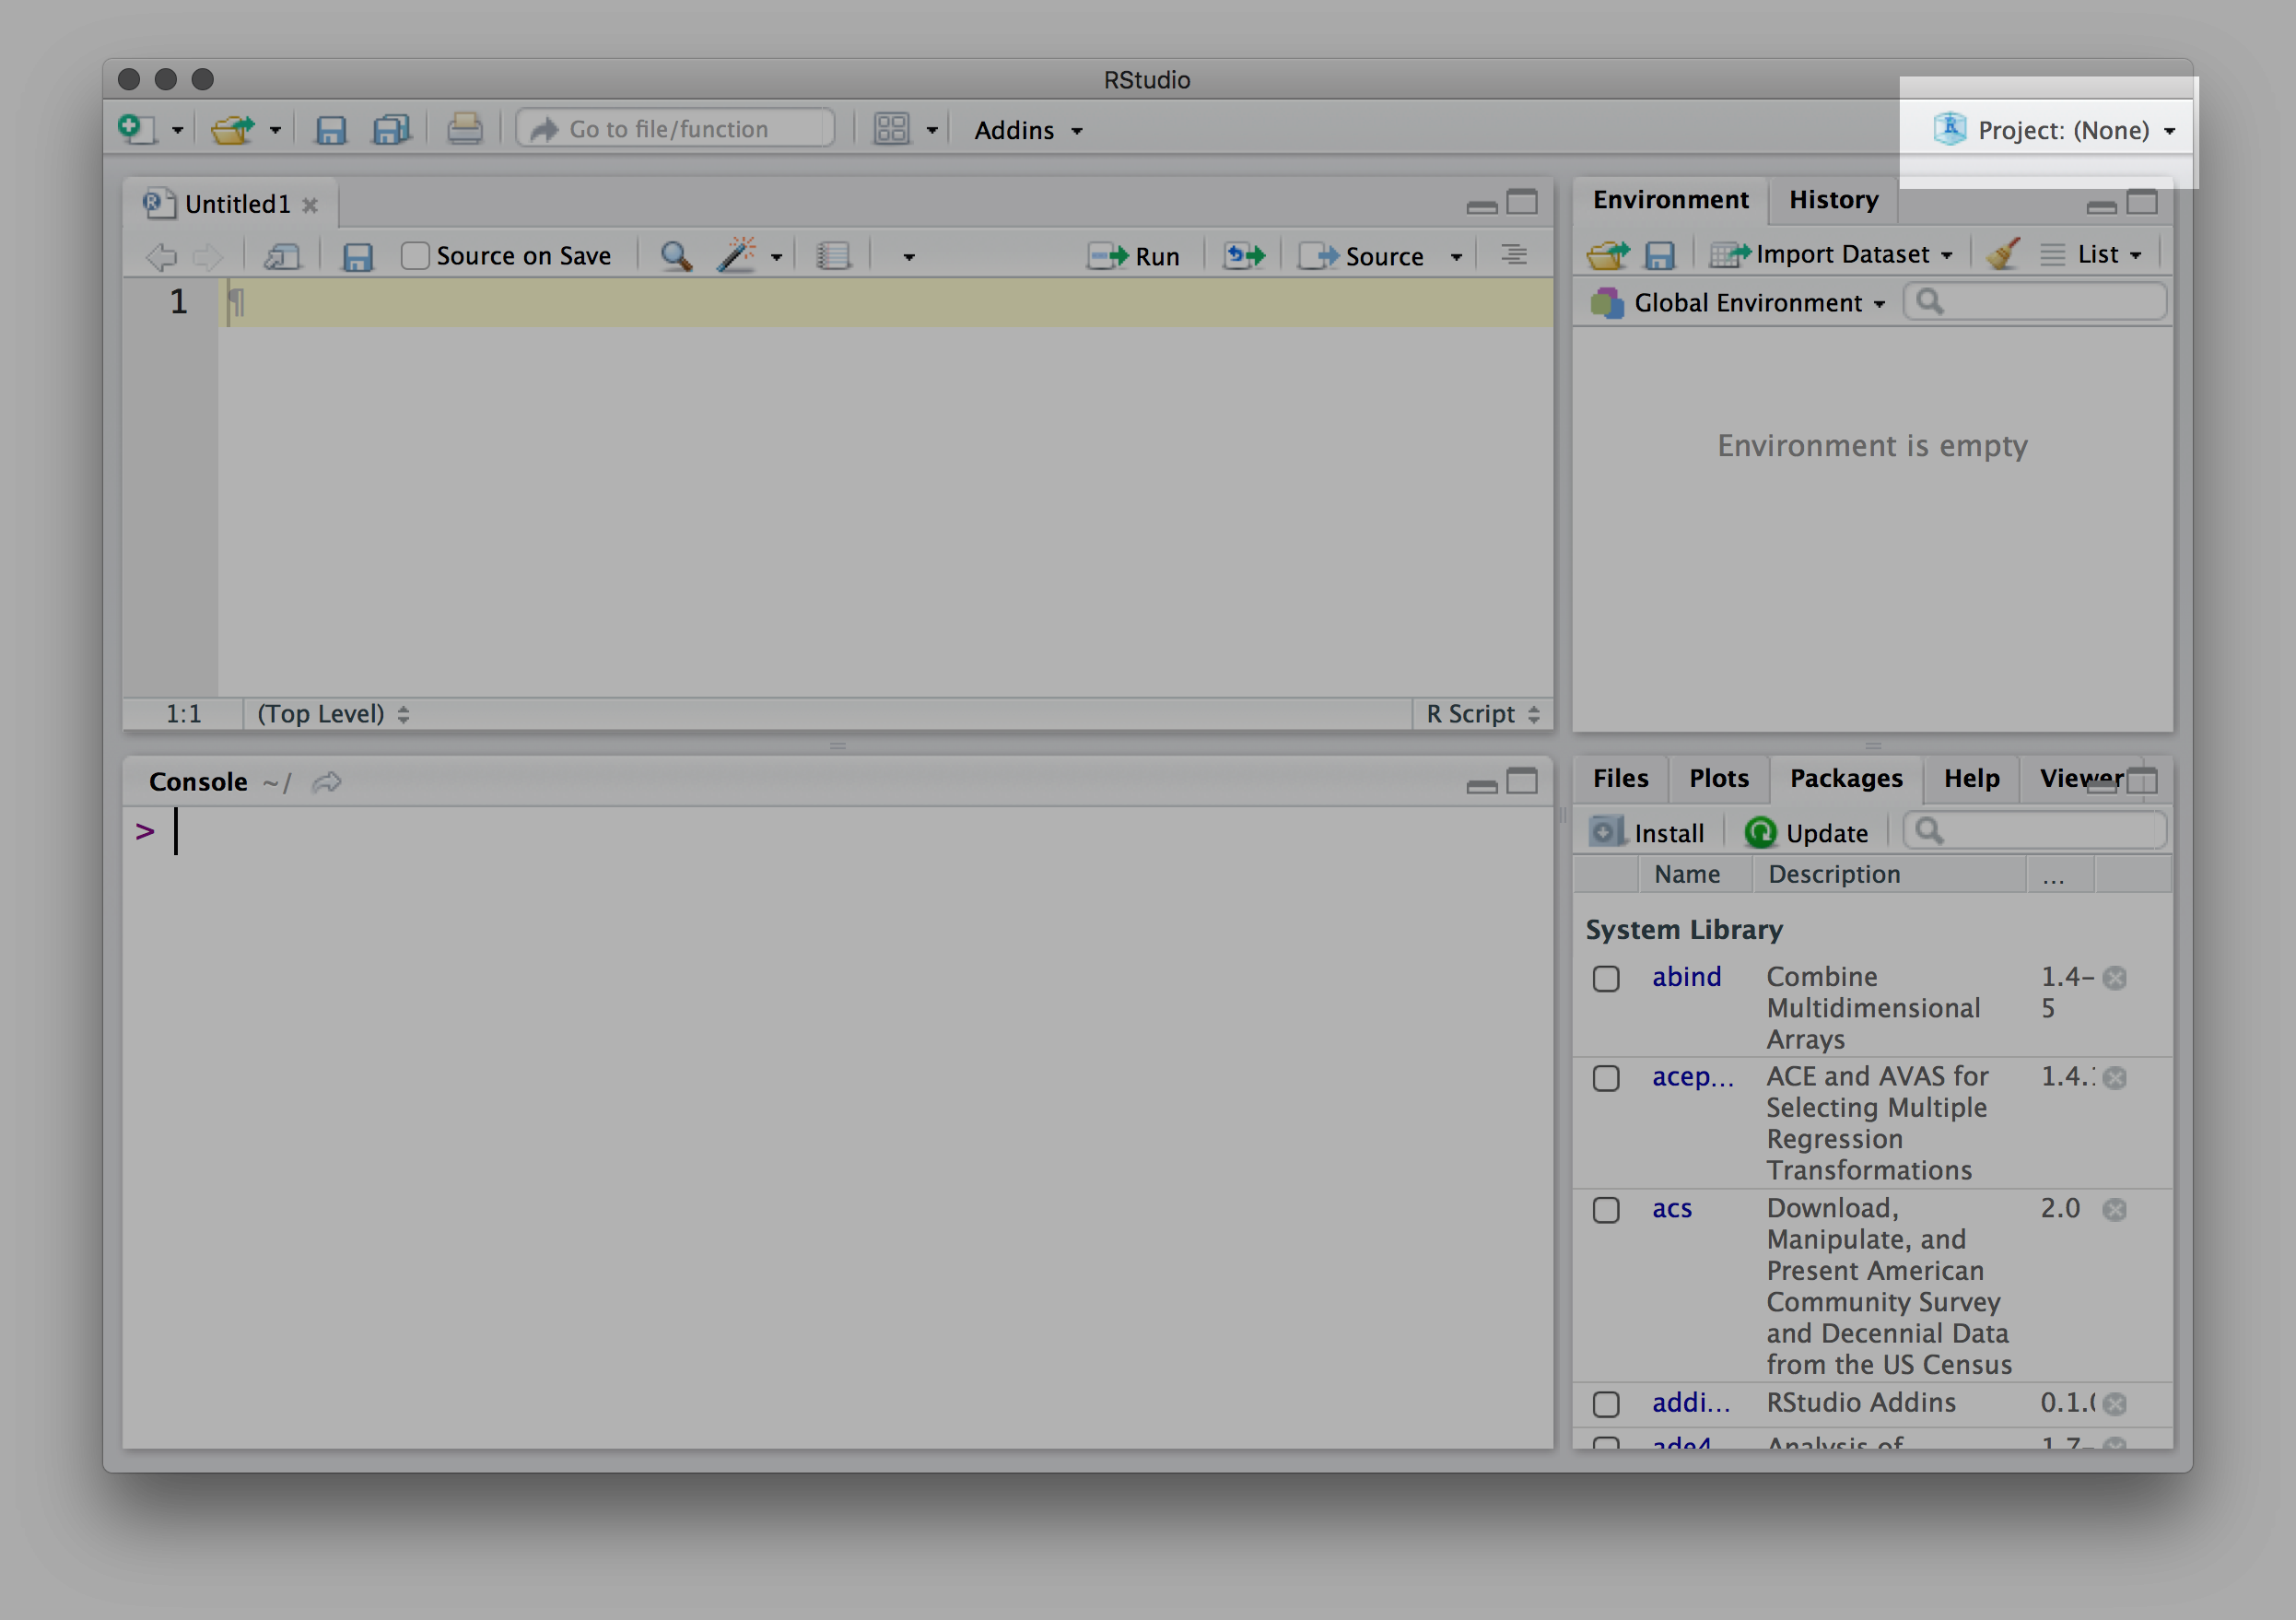 RStudio
Go to file/function
Addins
Project: (None)
Untitled1
Source on Save
Run
Source
1
1:1
(Top Level)
R Script
Console ~/
>
Environment
History
Import Dataset
List
Global Environment
Environment is empty
Files
Plots
Packages
Help
Viewer
Install
Update
Name
Description
...
System Library
abind
Combine
Multidimensional
Arrays
1.4-
5
acep...
ACE and AVAS for
Selecting Multiple
Regression
Transformations
1.4.
acs
Download,
Manipulate, and
Present American
Community Survey
and Decennial Data
from the US Census
2.0
addi...
RStudio Addins
0.1.
ade4
Analysis of
1.7-